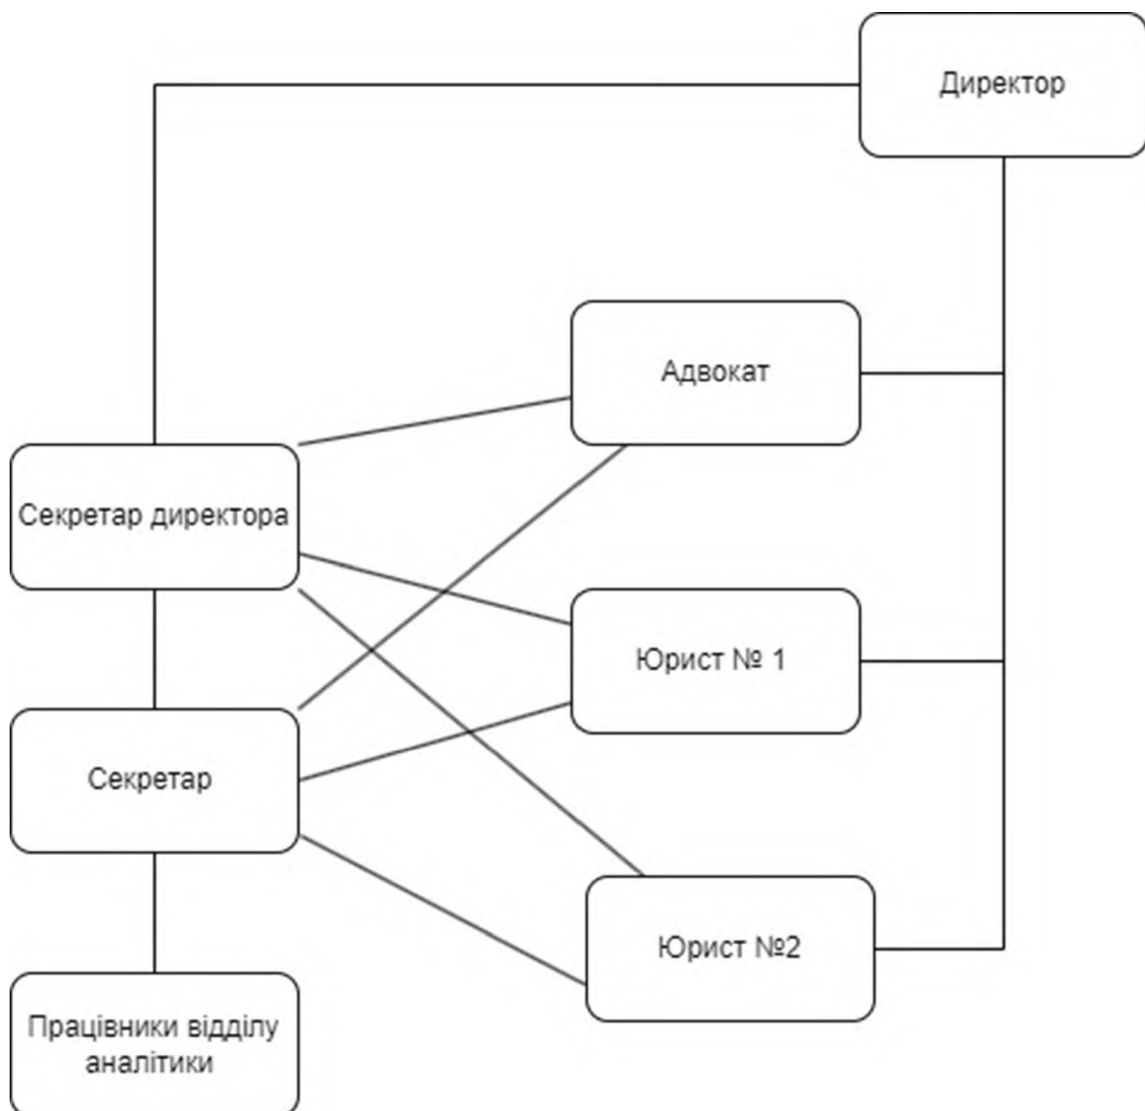 Директор
Адвокат
Секретар директора
Юрист № 1
Секретар
Юрист №2
Працівники відділу
аналітики